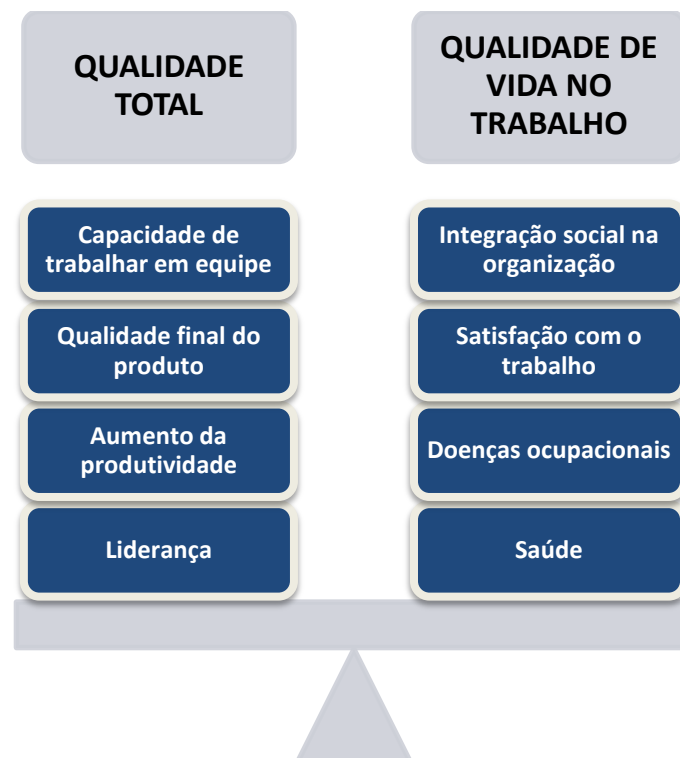 QUALIDADE
TOTAL
QUALIDADE DE
VIDA NO
TRABALHO
Capacidade de
trabalhar em equipe
Qualidade final do
produto
Aumento da
produtividade
Liderança
Integração social na
organização
Satisfação com o
trabalho
Doenças ocupacionais
Saúde